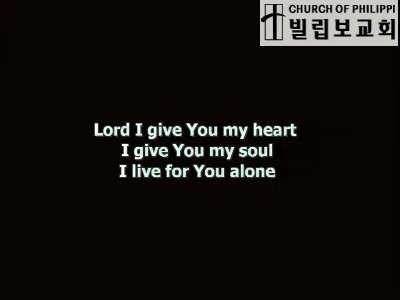 CHURCH OF PHILIPPI
빌립보교회
Lord I give You my heart
I give You my soul
I live for You alone